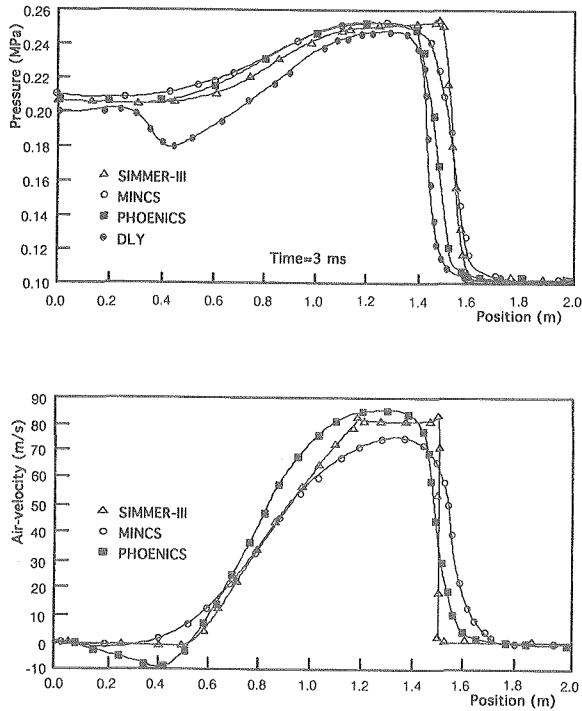 0.26
0.24
0.22
0.20
0.18
0.16
0.14
0.12
0.10
Pressure (MPa)
SIMMER-III
MINCS
PHOENICS
DLY
Time=3 ms
0.0 0.2 0.4 0.6 0.8 1.0 1.2 1.4 1.6 1.8 2.0
Position (m)
90
80
70
60
50
40
30
20
10
0
-10
Air-velocity (m/s)
SIMMER-III
MINCS
PHOENICS
0.0 0.2 0.4 0.6 0.8 1.0 1.2 1.4 1.6 1.8 2.0
Position (m)